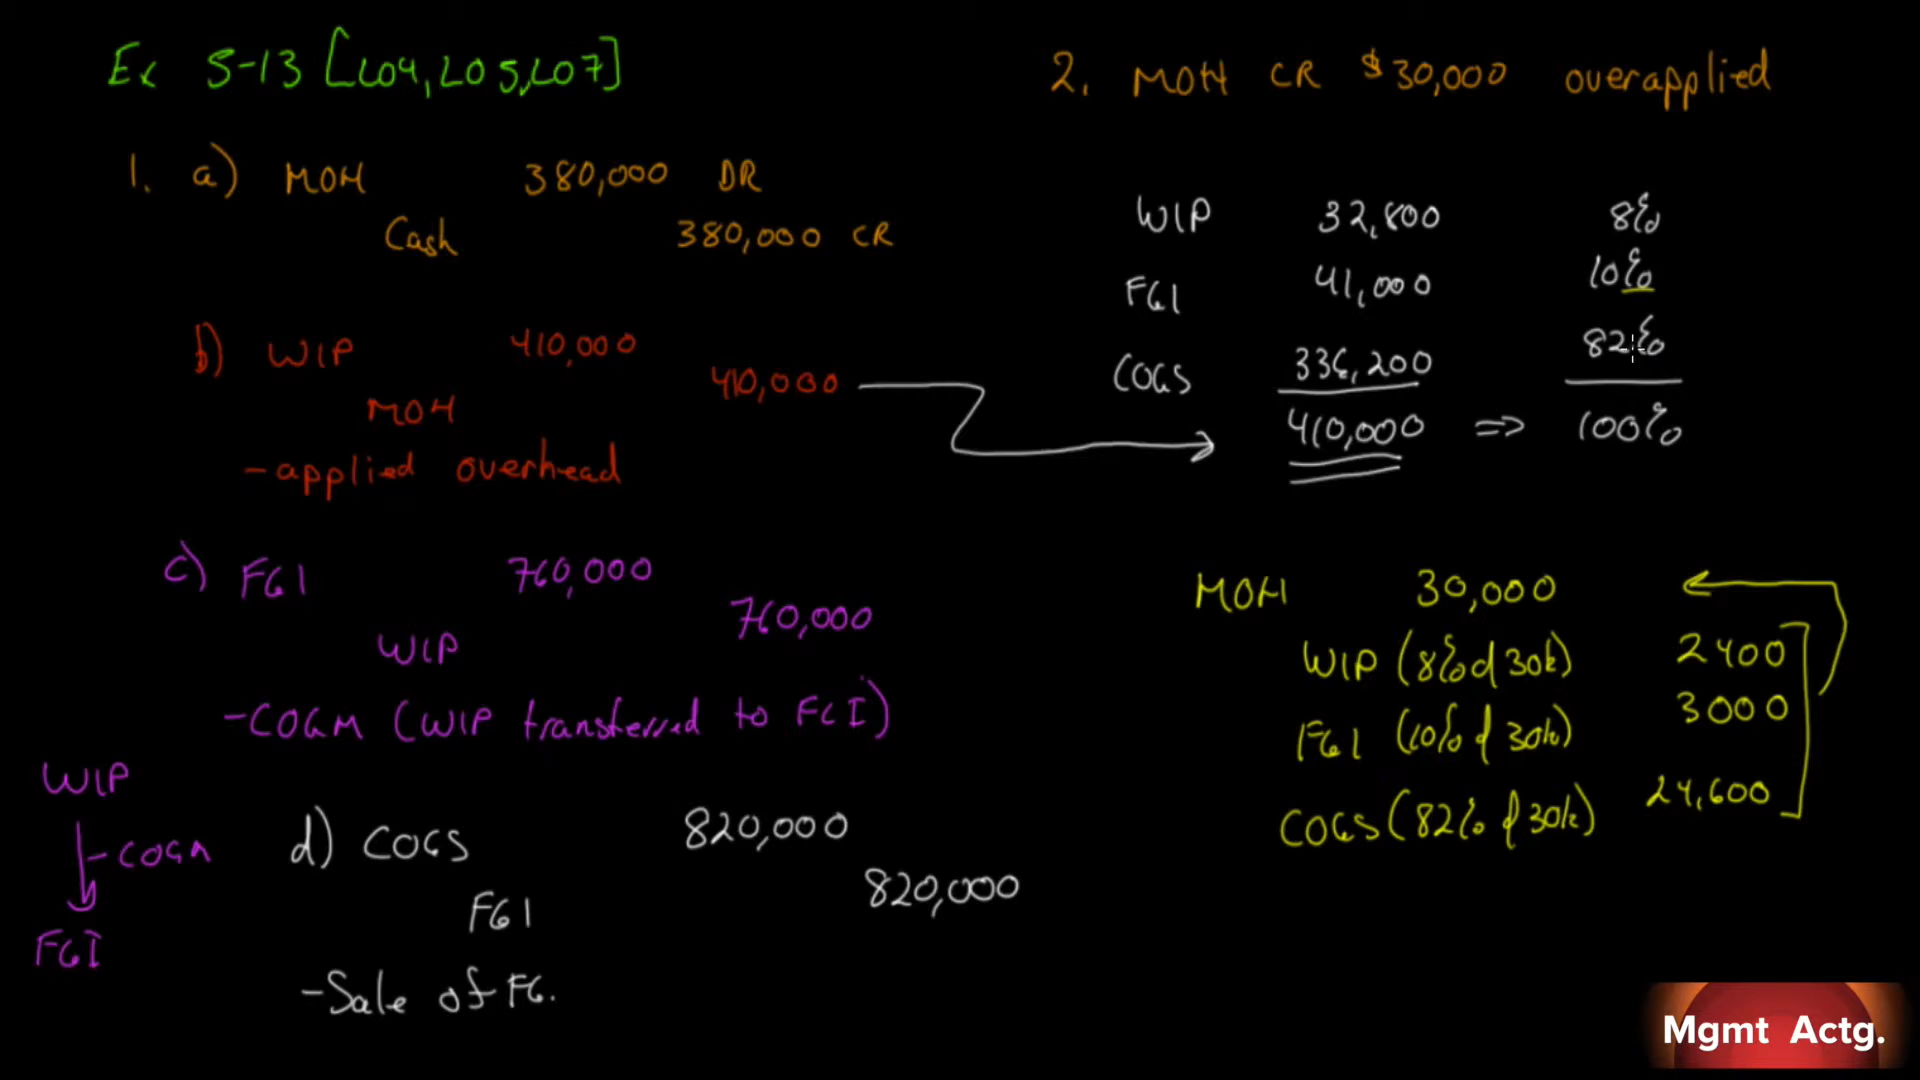 Ex 5-13 [LO4, LO5, LO7]
1. a) MOH 380,000 DR
Cash 380,000 CR
b) WIP 410,000
MOH 410,000
- applied overhead
c) FGI 760,000
WIP 760,000
- COGM (WIP transferred to FGI)
WIP
- COGM
FGI
d) COGS 820,000
FGI 820,000
- Sale of FG.
2. MOH CR $30,000 overapplied
WIP 32,800 8%
FGI 41,000 10%
COGS 336,200 82%
410,000 => 100%
MOH 30,000
WIP (8% of 30k) 2400
FGI (10% of 30k) 3000
COGS (82% of 30k) 24,600
Mgmt Actg.